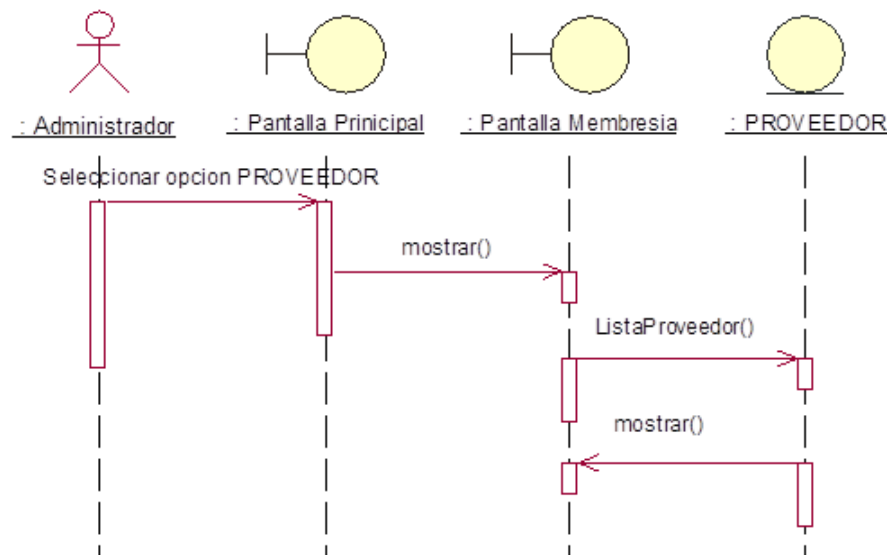 : Administrador
: Pantalla Prinicipal
: Pantalla Membresia
: PROVEEDOR
Seleccionar opcion PROVEEDOR
mostrar()
ListaProveedor()
mostrar()